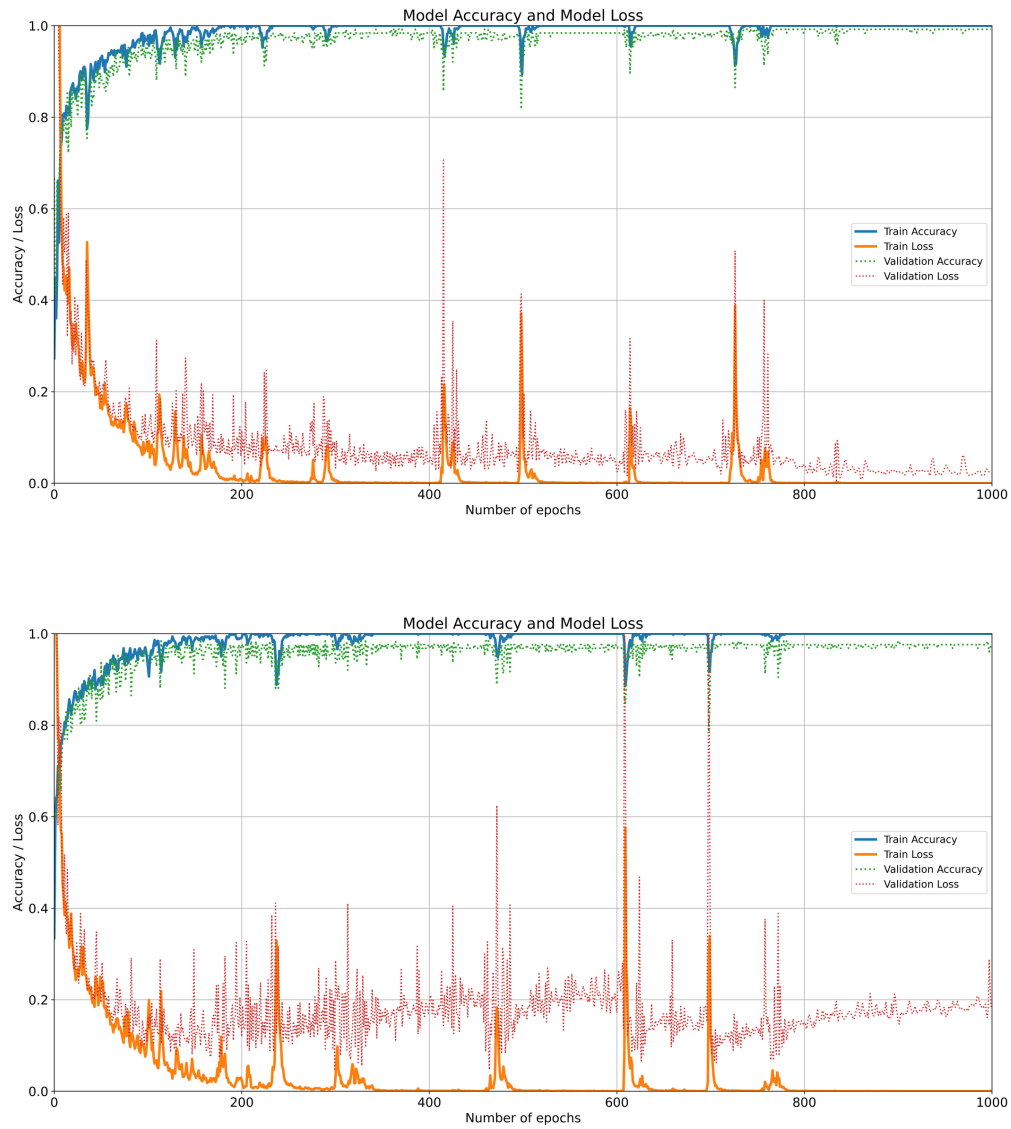 Model Accuracy and Model Loss
1.0
0.8
0.6
0.4
0.2
0.0
Accuracy / Loss
Train Accuracy
Train Loss
Validation Accuracy
Validation Loss
0 200 400 600 800 1000
Number of epochs
Model Accuracy and Model Loss
1.0
0.8
0.6
0.4
0.2
0.0
Accuracy / Loss
Train Accuracy
Train Loss
Validation Accuracy
Validation Loss
0 200 400 600 800 1000
Number of epochs